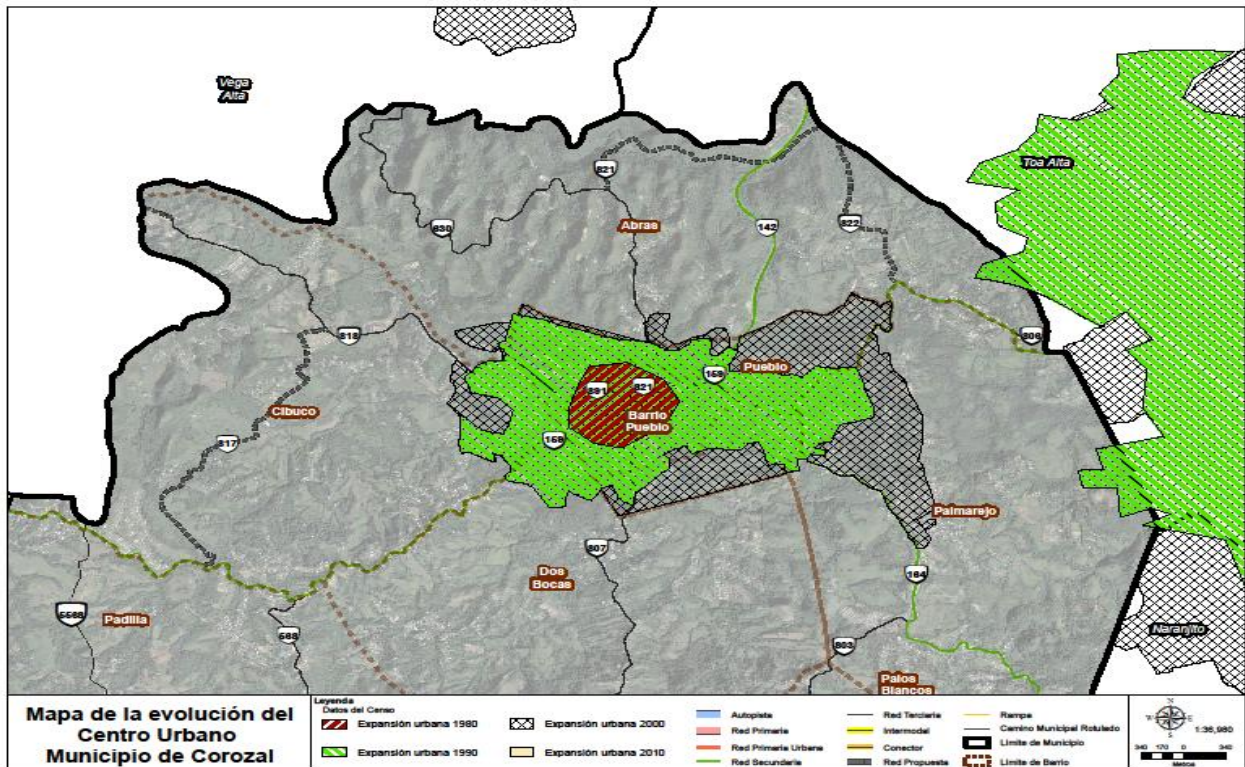 Vega
Alta
Toa Alta
821
Abras
830
142
822
818
806
159
Pueblo
891
821
Cibuco
Barrio
Pueblo
159
817
Palmarejo
807
Dos
Bocas
164
5568
Padilla
568
Naranjito
803
Palos
Blancos
Mapa de la evolución del
Centro Urbano
Municipio de Corozal
Leyenda
Datos del Censo
Expansión urbana 1980
Expansión urbana 1990
Expansión urbana 2000
Expansión urbana 2010
Autopista
Red Primaria
Red Primaria Urbana
Red Secundaria
Red Terciaria
Intermodal
Conector
Red Propuesta
Rampa
Camino Municipal Rotulado
Límite de Municipio
Límite de Barrio
N
W
E
S
1:36,980
340 170 0 340
Metros